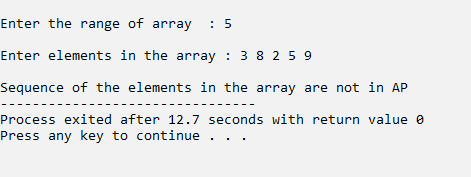 Enter the range of array  : 5
Enter elements in the array : 3 8 2 5 9
Sequence of the elements in the array are not in AP
--------------------------------
Process exited after 12.7 seconds with return value 0
Press any key to continue . . .